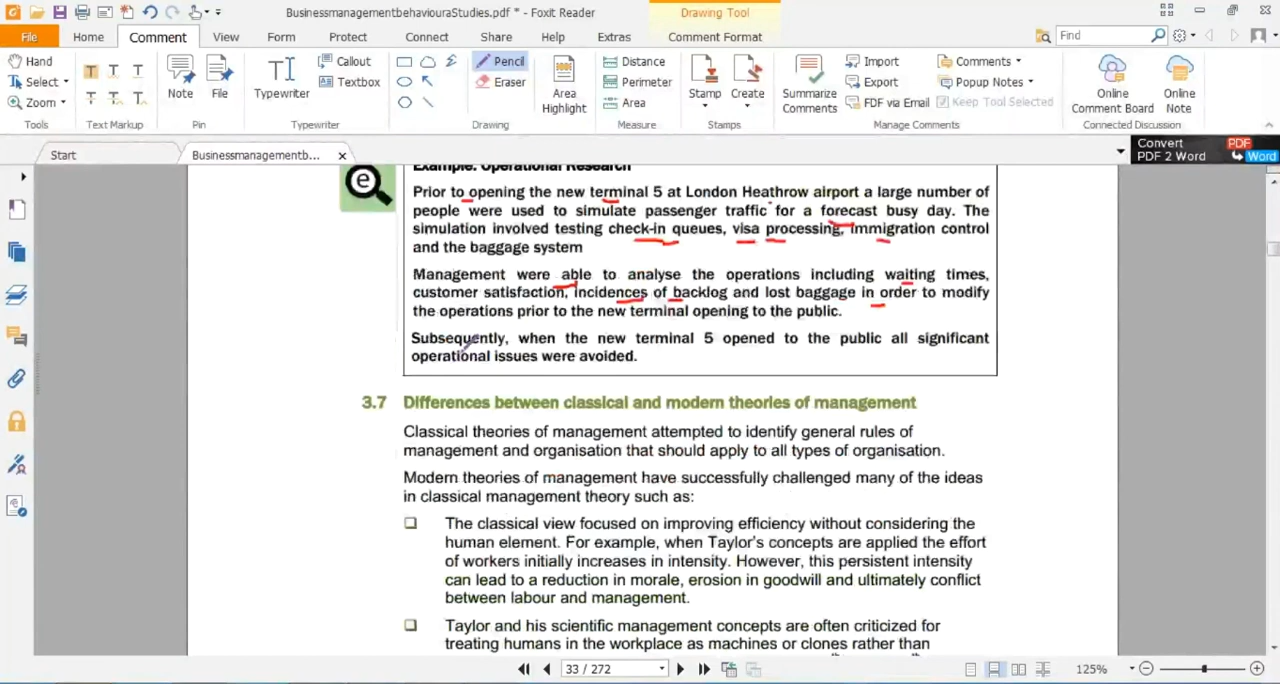 BusinessmanagementbehaviouraStudies.pdf * - Foxit Reader
Drawing Tool
File Home Comment View Form Protect Connect Share Help Extras Comment Format
Find
Hand
Select
Zoom
Tools
Text Markup
Note
File
Pin
Typewriter
Callout
Textbox
Typewriter
Pencil
Eraser
Drawing
Area Highlight
Distance
Perimeter
Area
Measure
Stamp
Create
Stamps
Summarize Comments
Import
Export
FDF via Email
Comments
Popup Notes
Keep Tool Selected
Manage Comments
Online Comment Board
Online Note
Connected Discussion
Start
Businessmanagementb...
Convert PDF
PDF 2 Word Word
Example: Operational Research
Prior to opening the new terminal 5 at London Heathrow airport a large number of
people were used to simulate passenger traffic for a forecast busy day. The
simulation involved testing check-in queues, visa processing, immigration control
and the baggage system
Management were able to analyse the operations including waiting times,
customer satisfaction, incidences of backlog and lost baggage in order to modify
the operations prior to the new terminal opening to the public.
Subsequently, when the new terminal 5 opened to the public all significant
operational issues were avoided.
3.7 Differences between classical and modern theories of management
Classical theories of management attempted to identify general rules of
management and organisation that should apply to all types of organisation.
Modern theories of management have successfully challenged many of the ideas
in classical management theory such as:
The classical view focused on improving efficiency without considering the
human element. For example, when Taylor's concepts are applied the effort
of workers initially increases in intensity. However, this persistent intensity
can lead to a reduction in morale, erosion in goodwill and ultimately conflict
between labour and management.
Taylor and his scientific management concepts are often criticized for
treating humans in the workplace as machines or clones rather than
33 / 272
125%